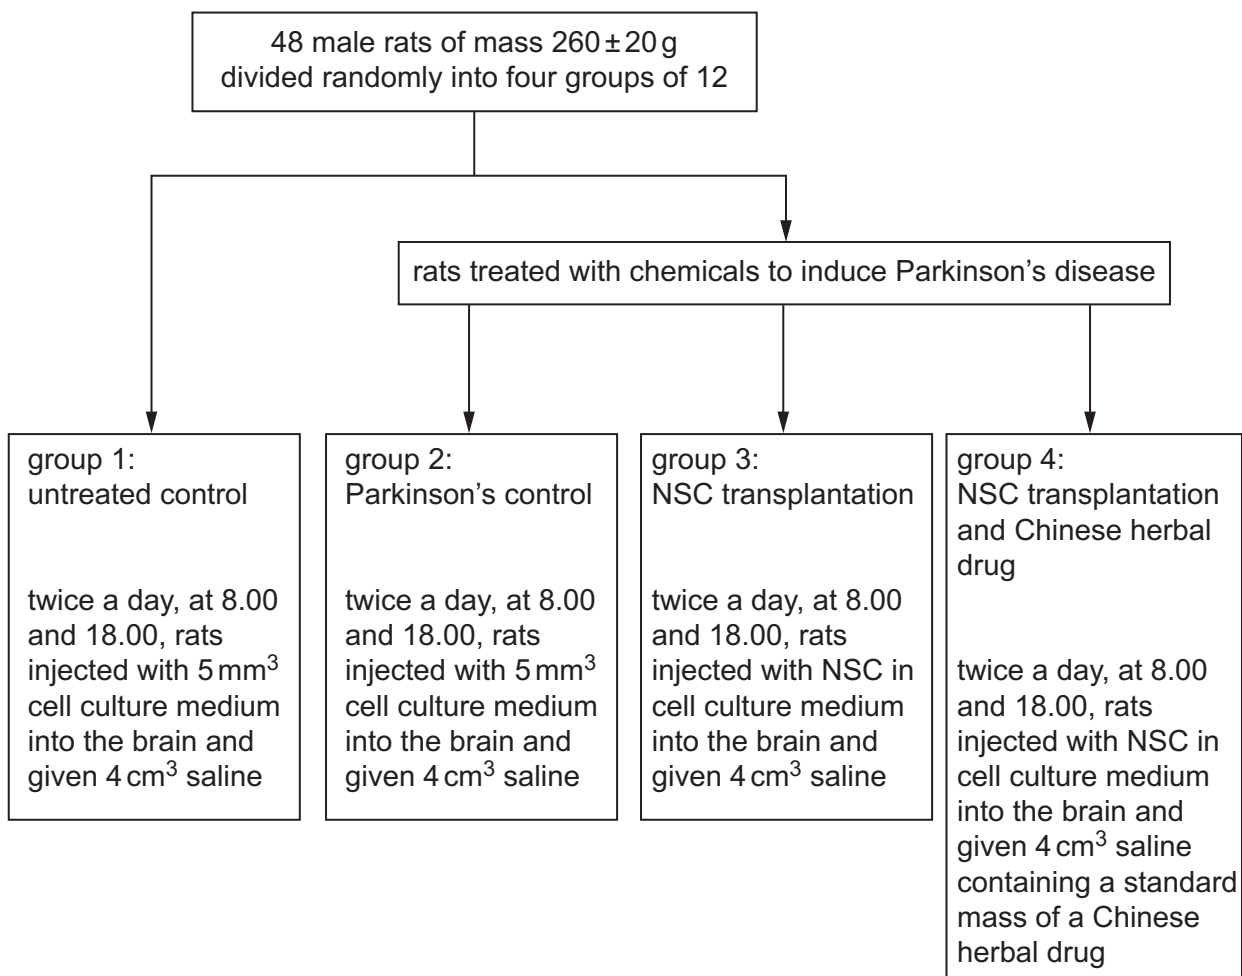 48 male rats of mass 260 ± 20 g
divided randomly into four groups of 12
rats treated with chemicals to induce Parkinson’s disease
group 1:
untreated control
twice a day, at 8.00
and 18.00, rats
injected with 5 mm³
cell culture medium
into the brain and
given 4 cm³ saline
group 2:
Parkinson’s control
twice a day, at 8.00
and 18.00, rats
injected with 5 mm³
cell culture medium
into the brain and
given 4 cm³ saline
group 3:
NSC transplantation
twice a day, at 8.00
and 18.00, rats
injected with NSC in
cell culture medium
into the brain and
given 4 cm³ saline
group 4:
NSC transplantation
and Chinese herbal
drug
twice a day, at 8.00
and 18.00, rats
injected with NSC in
cell culture medium
into the brain and
given 4 cm³ saline
containing a standard
mass of a Chinese
herbal drug